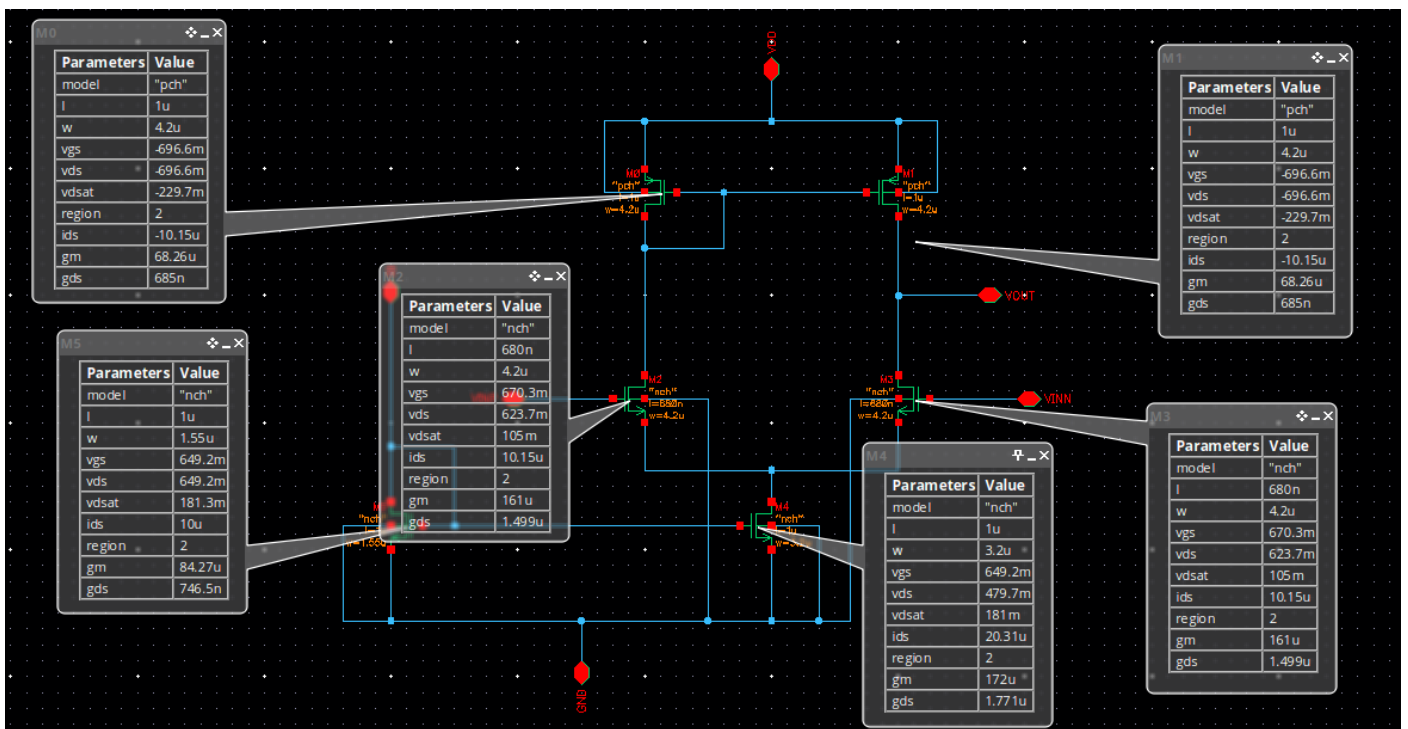 M0
Parameters Value
model "pch"
l 1u
w 4.2u
vgs -696.6m
vds -696.6m
vdsat -229.7m
region 2
ids -10.15u
gm 68.26u
gds 685n
VDD
M1
Parameters Value
model "pch"
l 1u
w 4.2u
vgs -696.6m
vds -696.6m
vdsat -229.7m
region 2
ids -10.15u
gm 68.26u
gds 685n
M0
"pch"
l=1u
w=4.2u
M1
"pch"
l=1u
w=4.2u
VOUT
M2
Parameters Value
model "nch"
l 680n
w 4.2u
vgs 670.3m
vds 623.7m
vdsat 105m
ids 10.15u
region 2
gm 161u
gds 1.499u
M5
Parameters Value
model "nch"
l 1u
w 1.55u
vgs 649.2m
vds 649.2m
vdsat 181.3m
ids 10u
region 2
gm 84.27u
gds 746.5n
M2
"nch"
l=680n
w=4.2u
M3
"nch"
l=680n
w=4.2u
VINN
M3
Parameters Value
model "nch"
l 680n
w 4.2u
vgs 670.3m
vds 623.7m
vdsat 105m
ids 10.15u
region 2
gm 161u
gds 1.499u
M4
Parameters Value
model "nch"
l 1u
w 3.2u
vgs 649.2m
vds 479.7m
vdsat 181m
ids 20.31u
region 2
gm 172u
gds 1.771u
"nch"
w=1.55u
M4
"nch"
GND